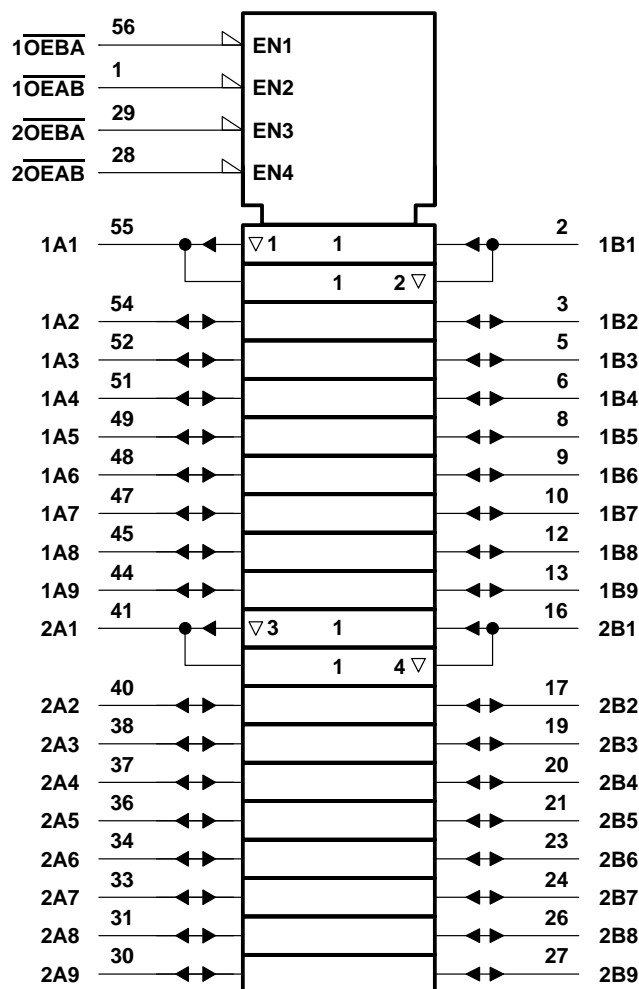 56
1OEBA EN1
1
1OEAB EN2
29
2OEBA EN3
28
2OEAB EN4
55 2
1A1 ▽1 1 1B1
1 2▽
54 3
1A2 1B2
52 5
1A3 1B3
51 6
1A4 1B4
49 8
1A5 1B5
48 9
1A6 1B6
47 10
1A7 1B7
45 12
1A8 1B8
44 13
1A9 1B9
41 16
2A1 ▽3 1 2B1
1 4▽
40 17
2A2 2B2
38 19
2A3 2B3
37 20
2A4 2B4
36 21
2A5 2B5
34 23
2A6 2B6
33 24
2A7 2B7
31 26
2A8 2B8
30 27
2A9 2B9